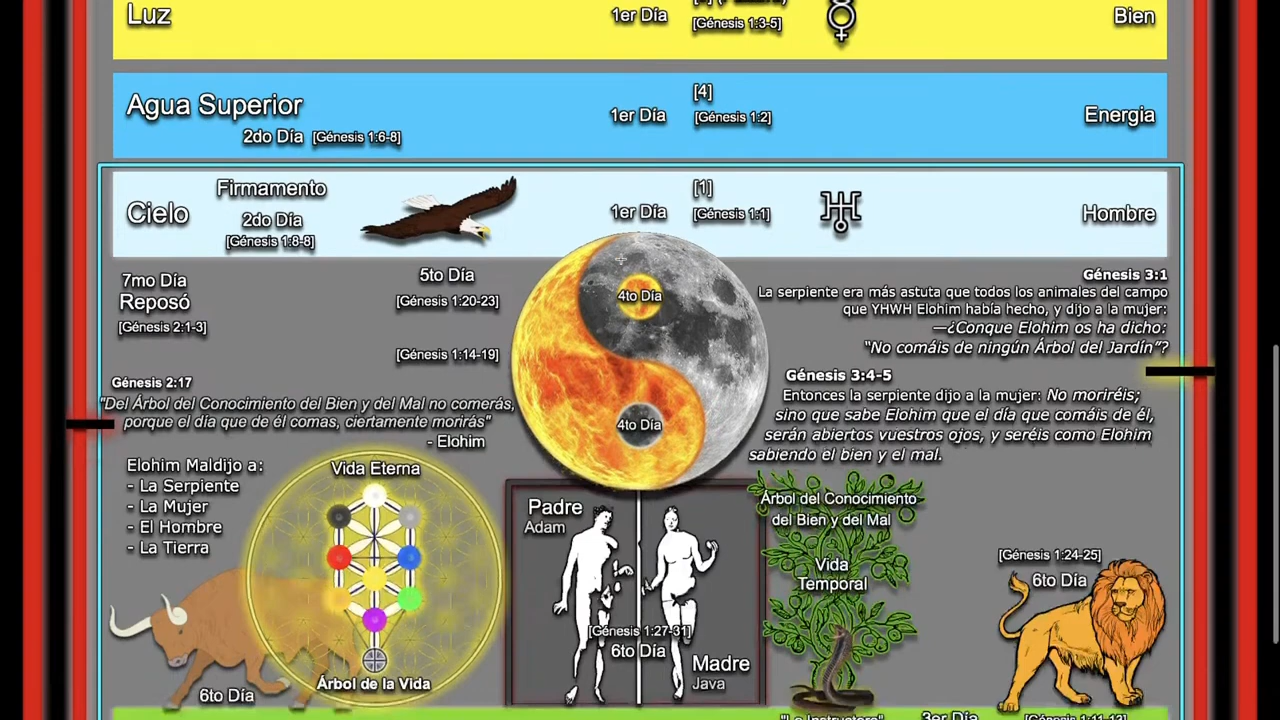 Luz
1er Día
[Génesis 1:3-5]
Bien
Agua Superior
2do Día [Génesis 1:6-8]
1er Día
[4]
[Génesis 1:2]
Energia
Cielo
Firmamento
2do Día
[Génesis 1:8-8]
1er Día
[1]
[Génesis 1:1]
Hombre
7mo Día
Reposó
[Génesis 2:1-3]
5to Día
[Génesis 1:20-23]
[Génesis 1:14-19]
4to Día
4to Día
Génesis 3:1
La serpiente era más astuta que todos los animales del campo
que YHWH Elohim había hecho, y dijo a la mujer:
—¿Conque Elohim os ha dicho:
"No comáis de ningún Árbol del Jardín"?
Génesis 3:4-5
Entonces la serpiente dijo a la mujer: No moriréis;
sino que sabe Elohim que el día que comáis de él,
serán abiertos vuestros ojos, y seréis como Elohim
sabiendo el bien y el mal.
Génesis 2:17
"Del Árbol del Conocimiento del Bien y del Mal no comerás,
porque el día que de él comas, ciertamente morirás"
- Elohim
Elohim Maldijo a:
- La Serpiente
- La Mujer
- El Hombre
- La Tierra
6to Día
Vida Eterna
Árbol de la Vida
Padre
Adam
[Génesis 1:27-31]
6to Día
Madre
Java
Árbol del Conocimiento
del Bien y del Mal
Vida
Temporal
[Génesis 1:24-25]
6to Día
"La Instructora"
3er Día
[Génesis 1:11-13]